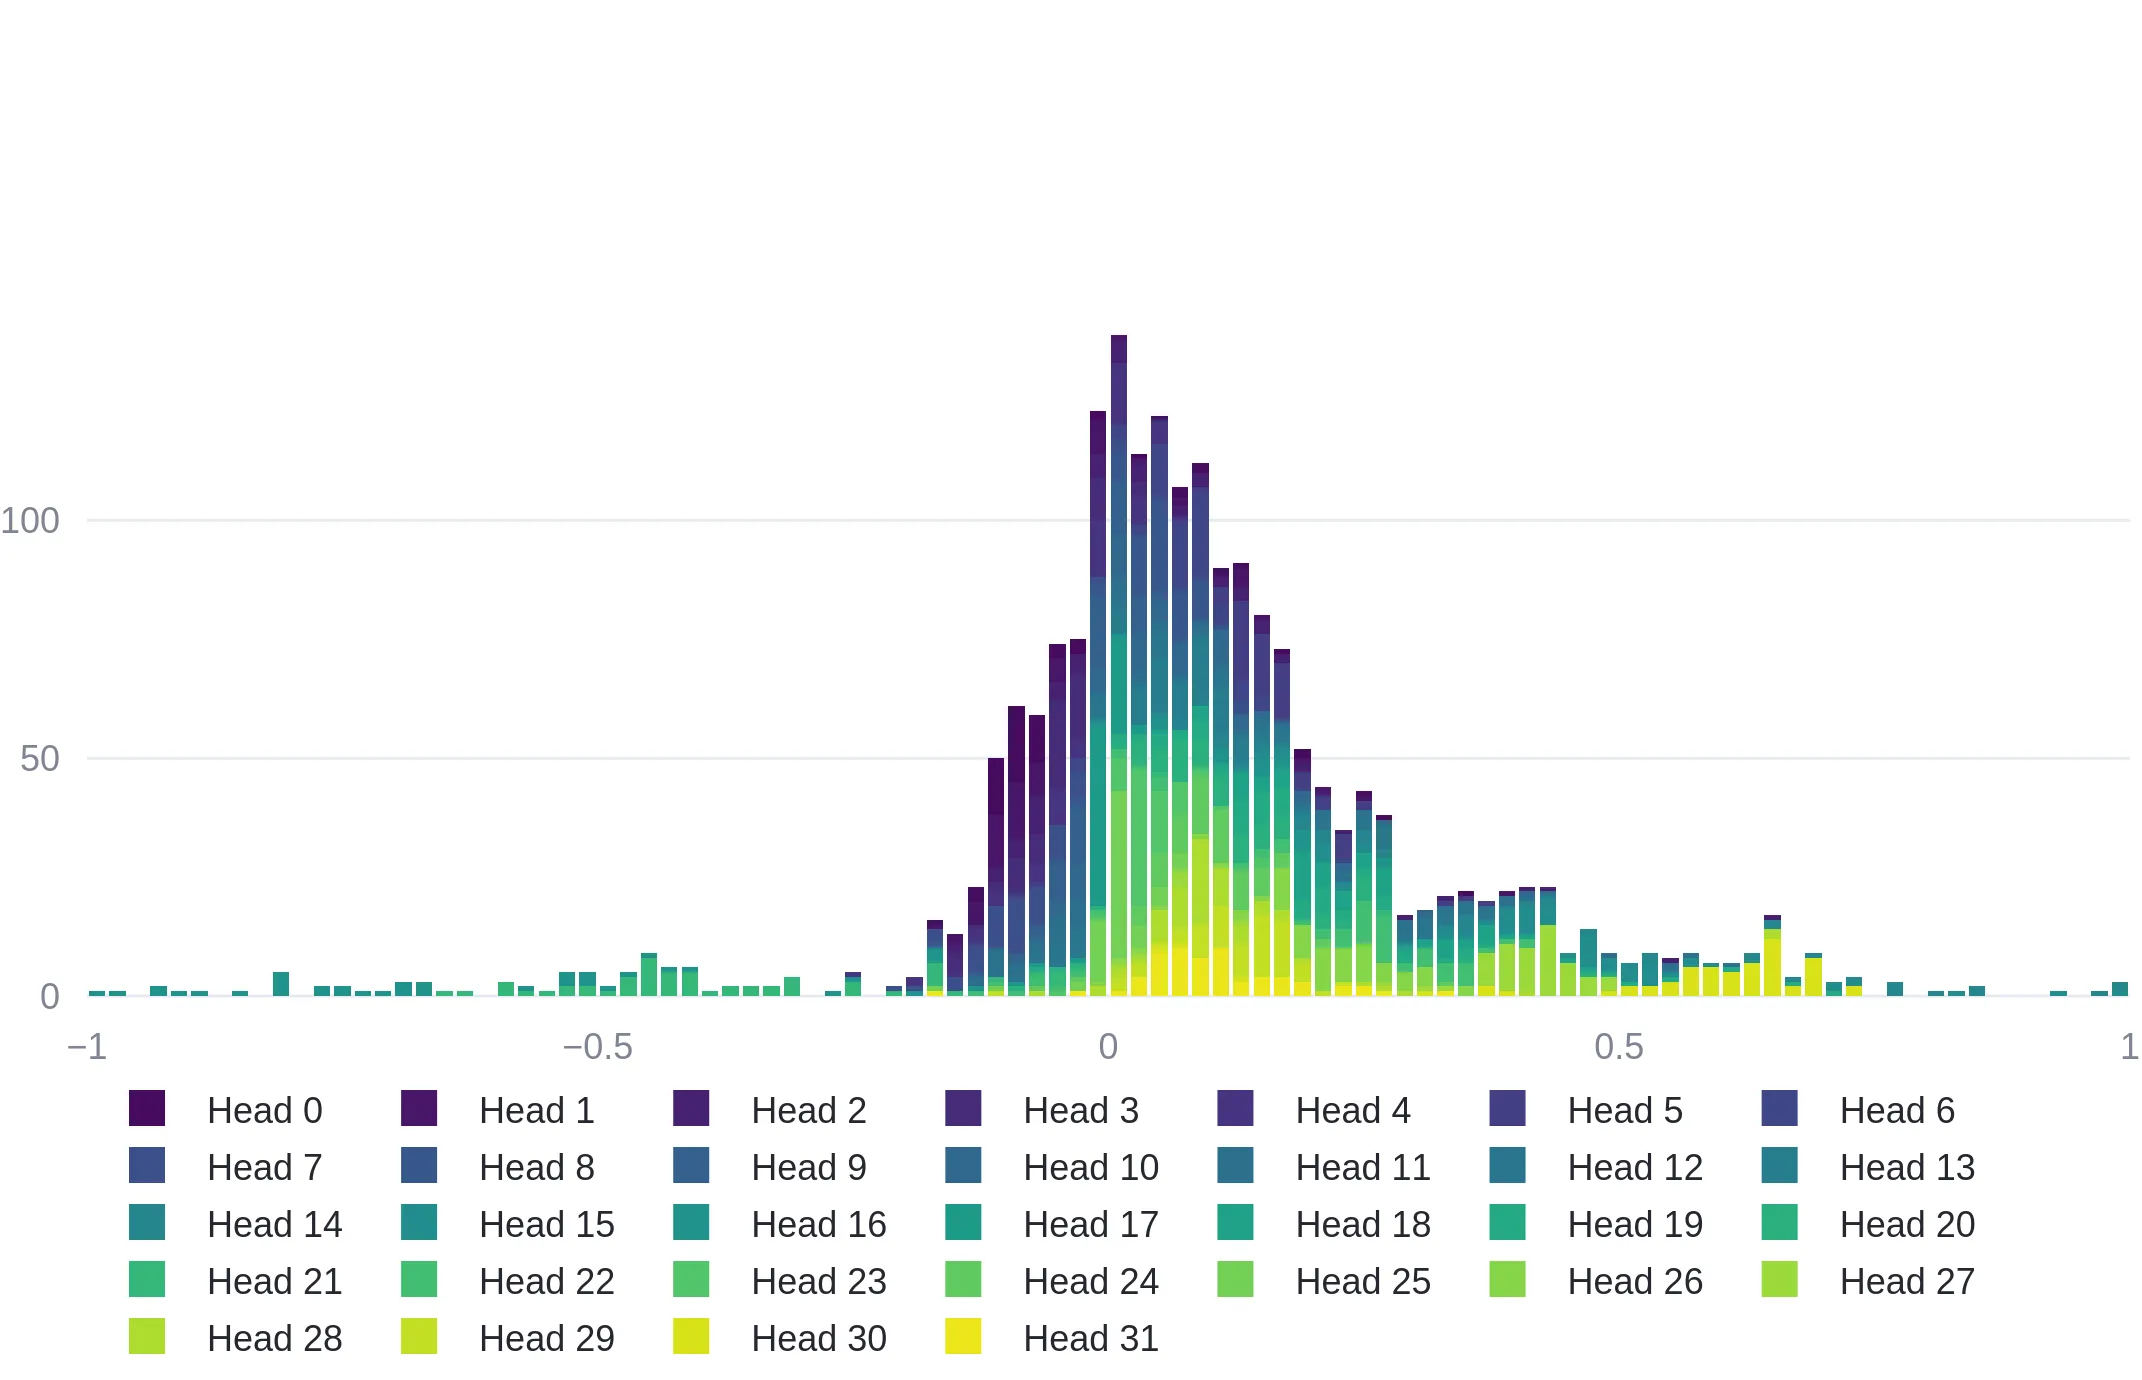 100
50
0
−1 −0.5 0 0.5 1
Head 0 Head 1 Head 2 Head 3 Head 4 Head 5 Head 6
Head 7 Head 8 Head 9 Head 10 Head 11 Head 12 Head 13
Head 14 Head 15 Head 16 Head 17 Head 18 Head 19 Head 20
Head 21 Head 22 Head 23 Head 24 Head 25 Head 26 Head 27
Head 28 Head 29 Head 30 Head 31